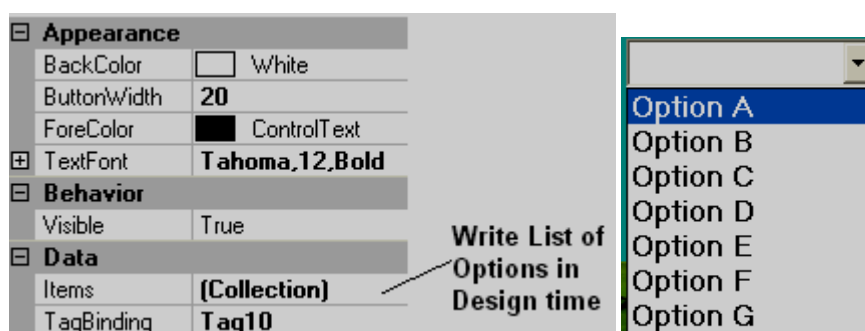 Appearance
BackColor White
ButtonWidth 20
ForeColor ControlText
TextFont Tahoma,12,Bold
Behavior
Visible True
Data
Items (Collection)
TagBinding Tag10
Write List of
Options in
Design time
Option A
Option B
Option C
Option D
Option E
Option F
Option G